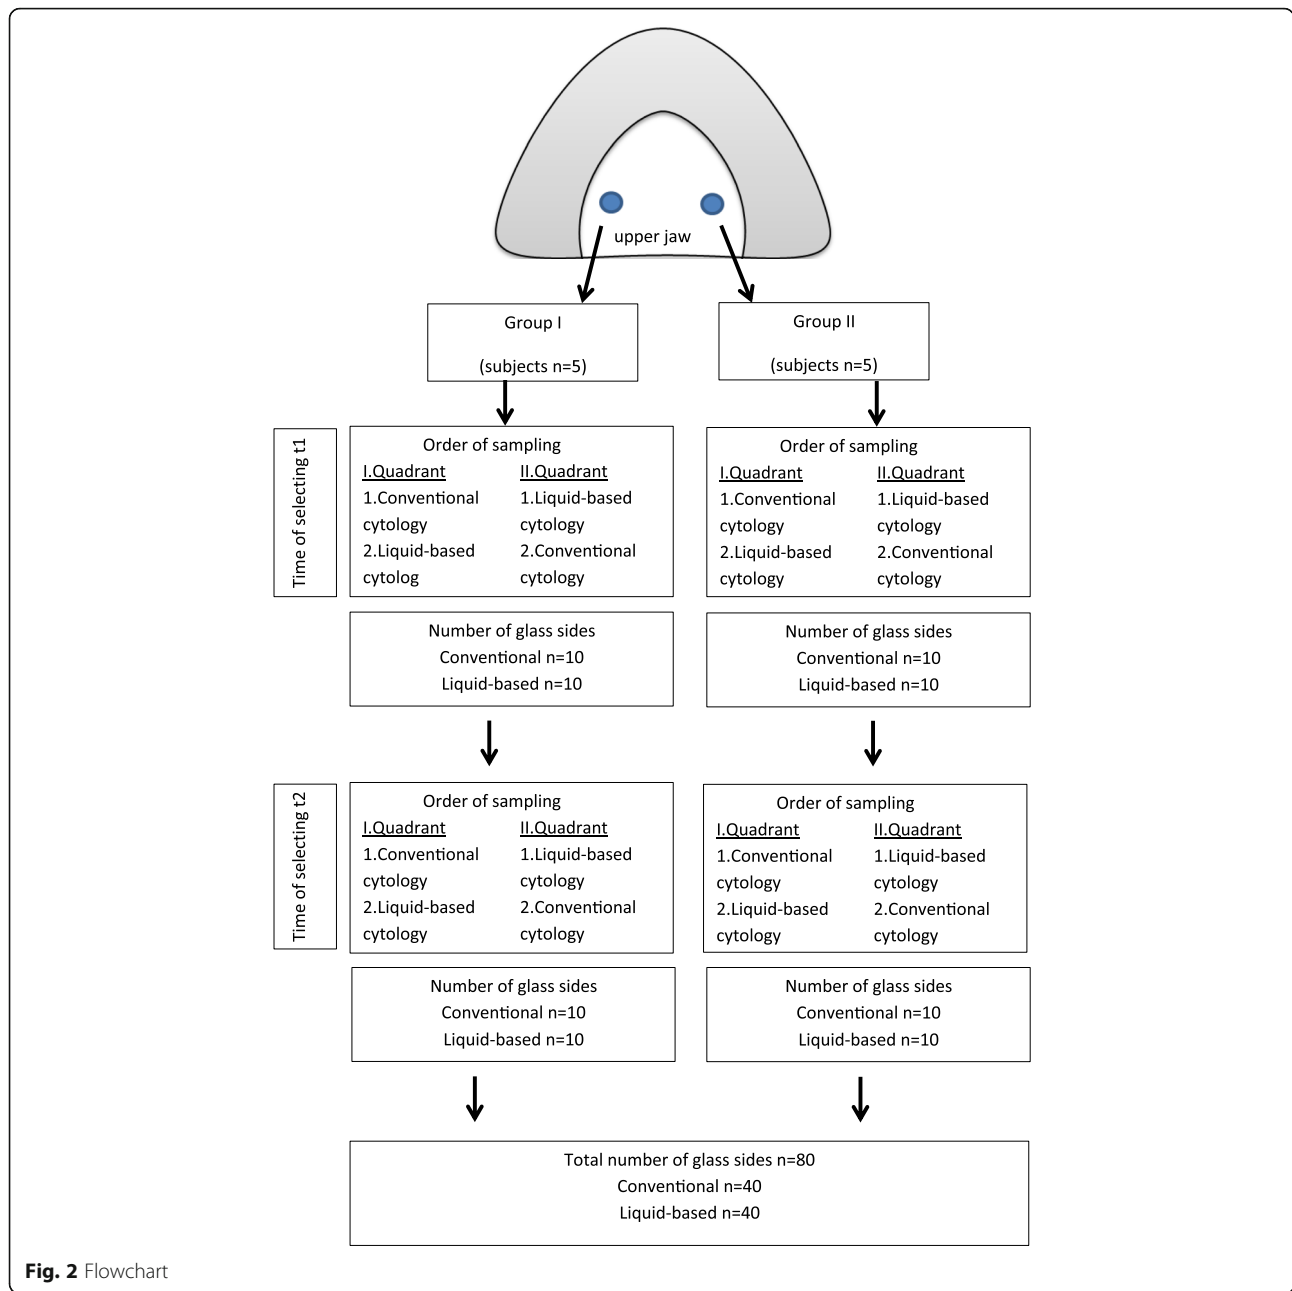 upper jaw
Group I
(subjects n=5)
Group II
(subjects n=5)
Time of selecting t1
Order of sampling
I.Quadrant
1.Conventional
cytology
2.Liquid-based
cytolog
II.Quadrant
1.Liquid-based
cytology
2.Conventional
cytology
Order of sampling
I.Quadrant
1.Conventional
cytology
2.Liquid-based
cytology
II.Quadrant
1.Liquid-based
cytology
2.Conventional
cytology
Number of glass sides
Conventional n=10
Liquid-based n=10
Number of glass sides
Conventional n=10
Liquid-based n=10
Time of selecting t2
Order of sampling
I.Quadrant
1.Conventional
cytology
2.Liquid-based
cytology
II.Quadrant
1.Liquid-based
cytology
2.Conventional
cytology
Order of sampling
I.Quadrant
1.Conventional
cytology
2.Liquid-based
cytology
II.Quadrant
1.Liquid-based
cytology
2.Conventional
cytology
Number of glass sides
Conventional n=10
Liquid-based n=10
Number of glass sides
Conventional n=10
Liquid-based n=10
Total number of glass sides n=80
Conventional n=40
Liquid-based n=40
Fig. 2 Flowchart